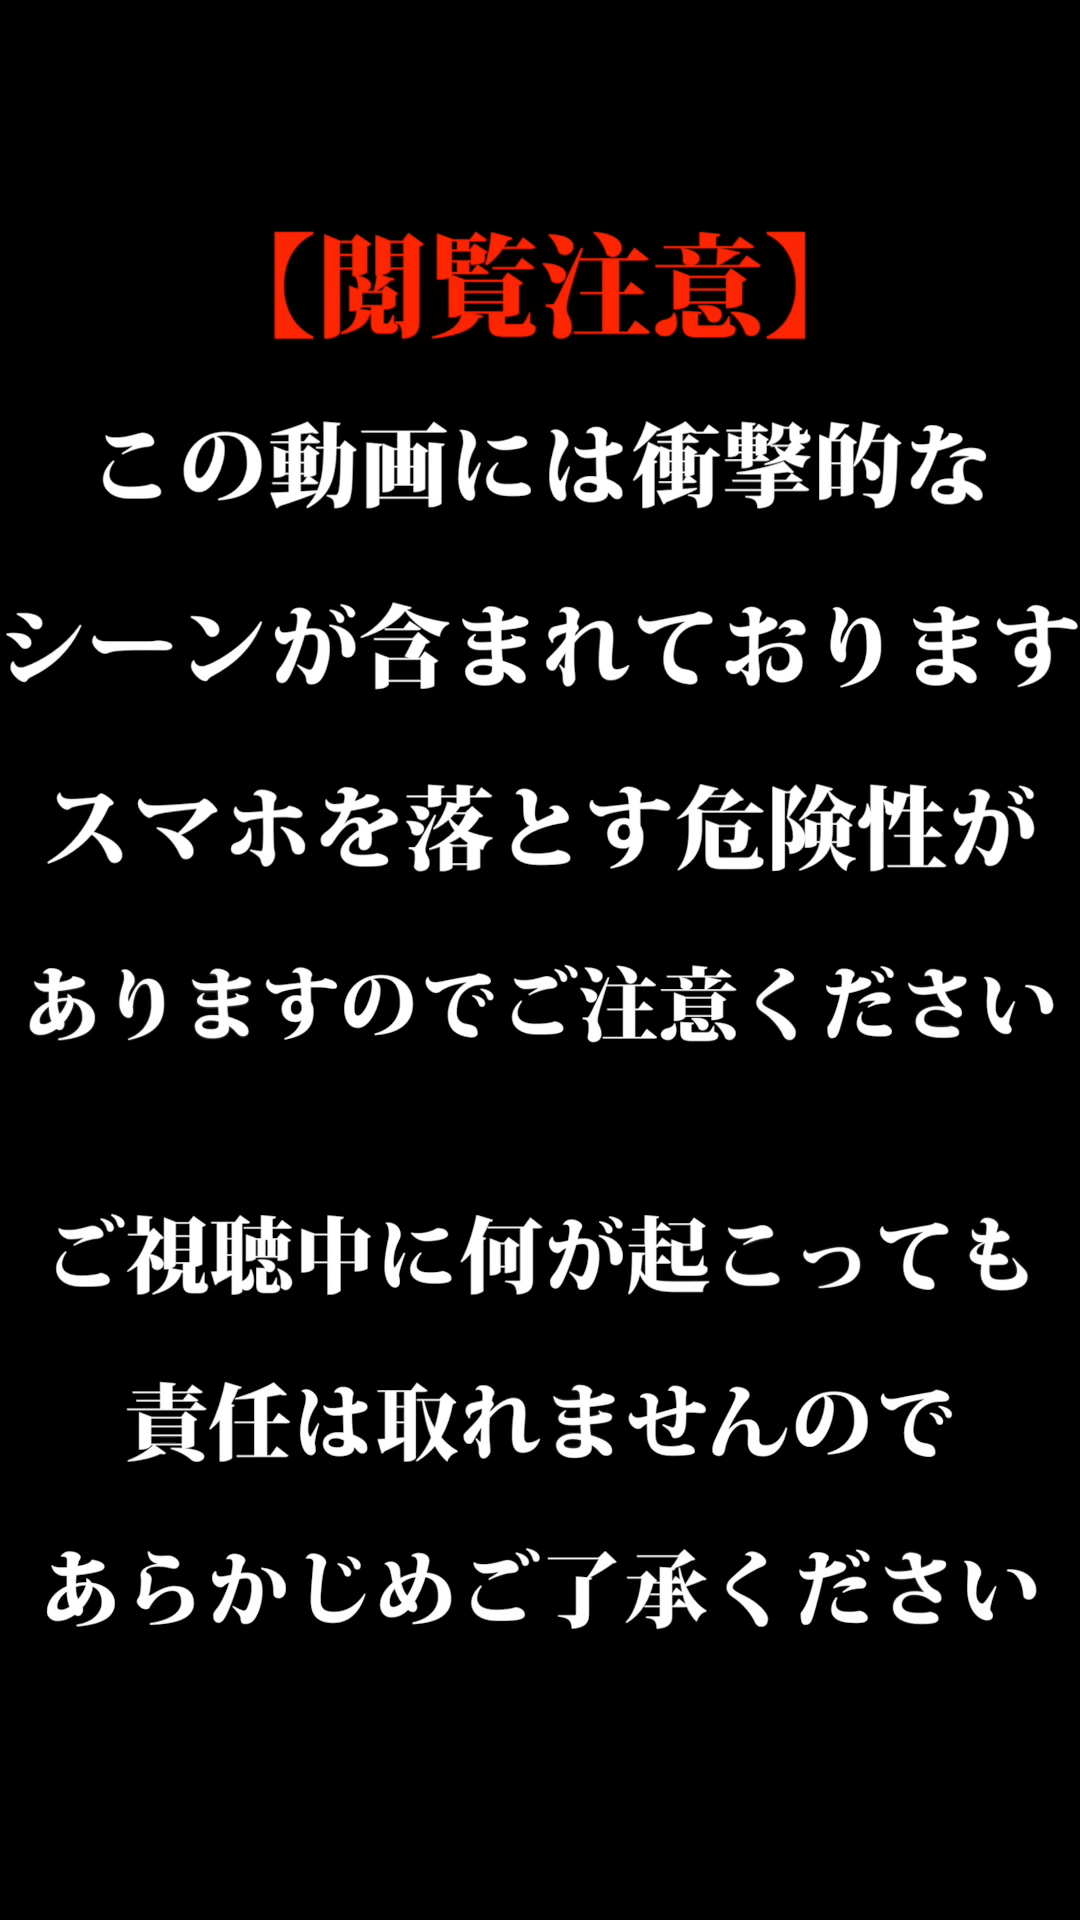 【閲覧注意】
この動画には衝撃的な
シーンが含まれております
スマホを落とす危険性が
ありますのでご注意ください
ご視聴中に何が起こっても
責任は取れませんので
あらかじめご了承ください